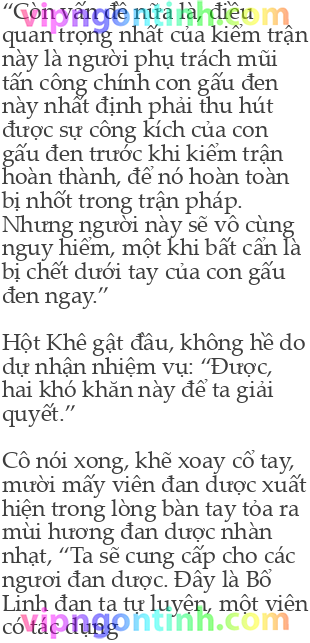 “Còn vấn đề nữa là, điều
quan trọng nhất của kiếm trận
này là người phụ trách mũi
tấn công chính con gấu đen
này nhất định phải thu hút
được sự công kích của con
gấu đen trước khi kiếm trận
hoàn thành, để nó hoàn toàn
bị nhốt trong trận pháp.
Nhưng người này sẽ vô cùng
nguy hiểm, một khi bất cẩn là
bị chết dưới tay của con gấu
đen ngay.”
Hột Khê gật đầu, không hề do
dự nhận nhiệm vụ: “Được,
hai khó khăn này để ta giải
quyết.”
Cô nói xong, khẽ xoay cổ tay,
mười mấy viên đan dược xuất
hiện trong lòng bàn tay tỏa ra
mùi hương đan dược nhàn
nhạt, “Ta sẽ cung cấp cho các
ngươi đan dược. Đây là Bổ
Linh đan ta tự luyện, một viên
có tác dụng
vipngontinh.com
vipngontinh.com